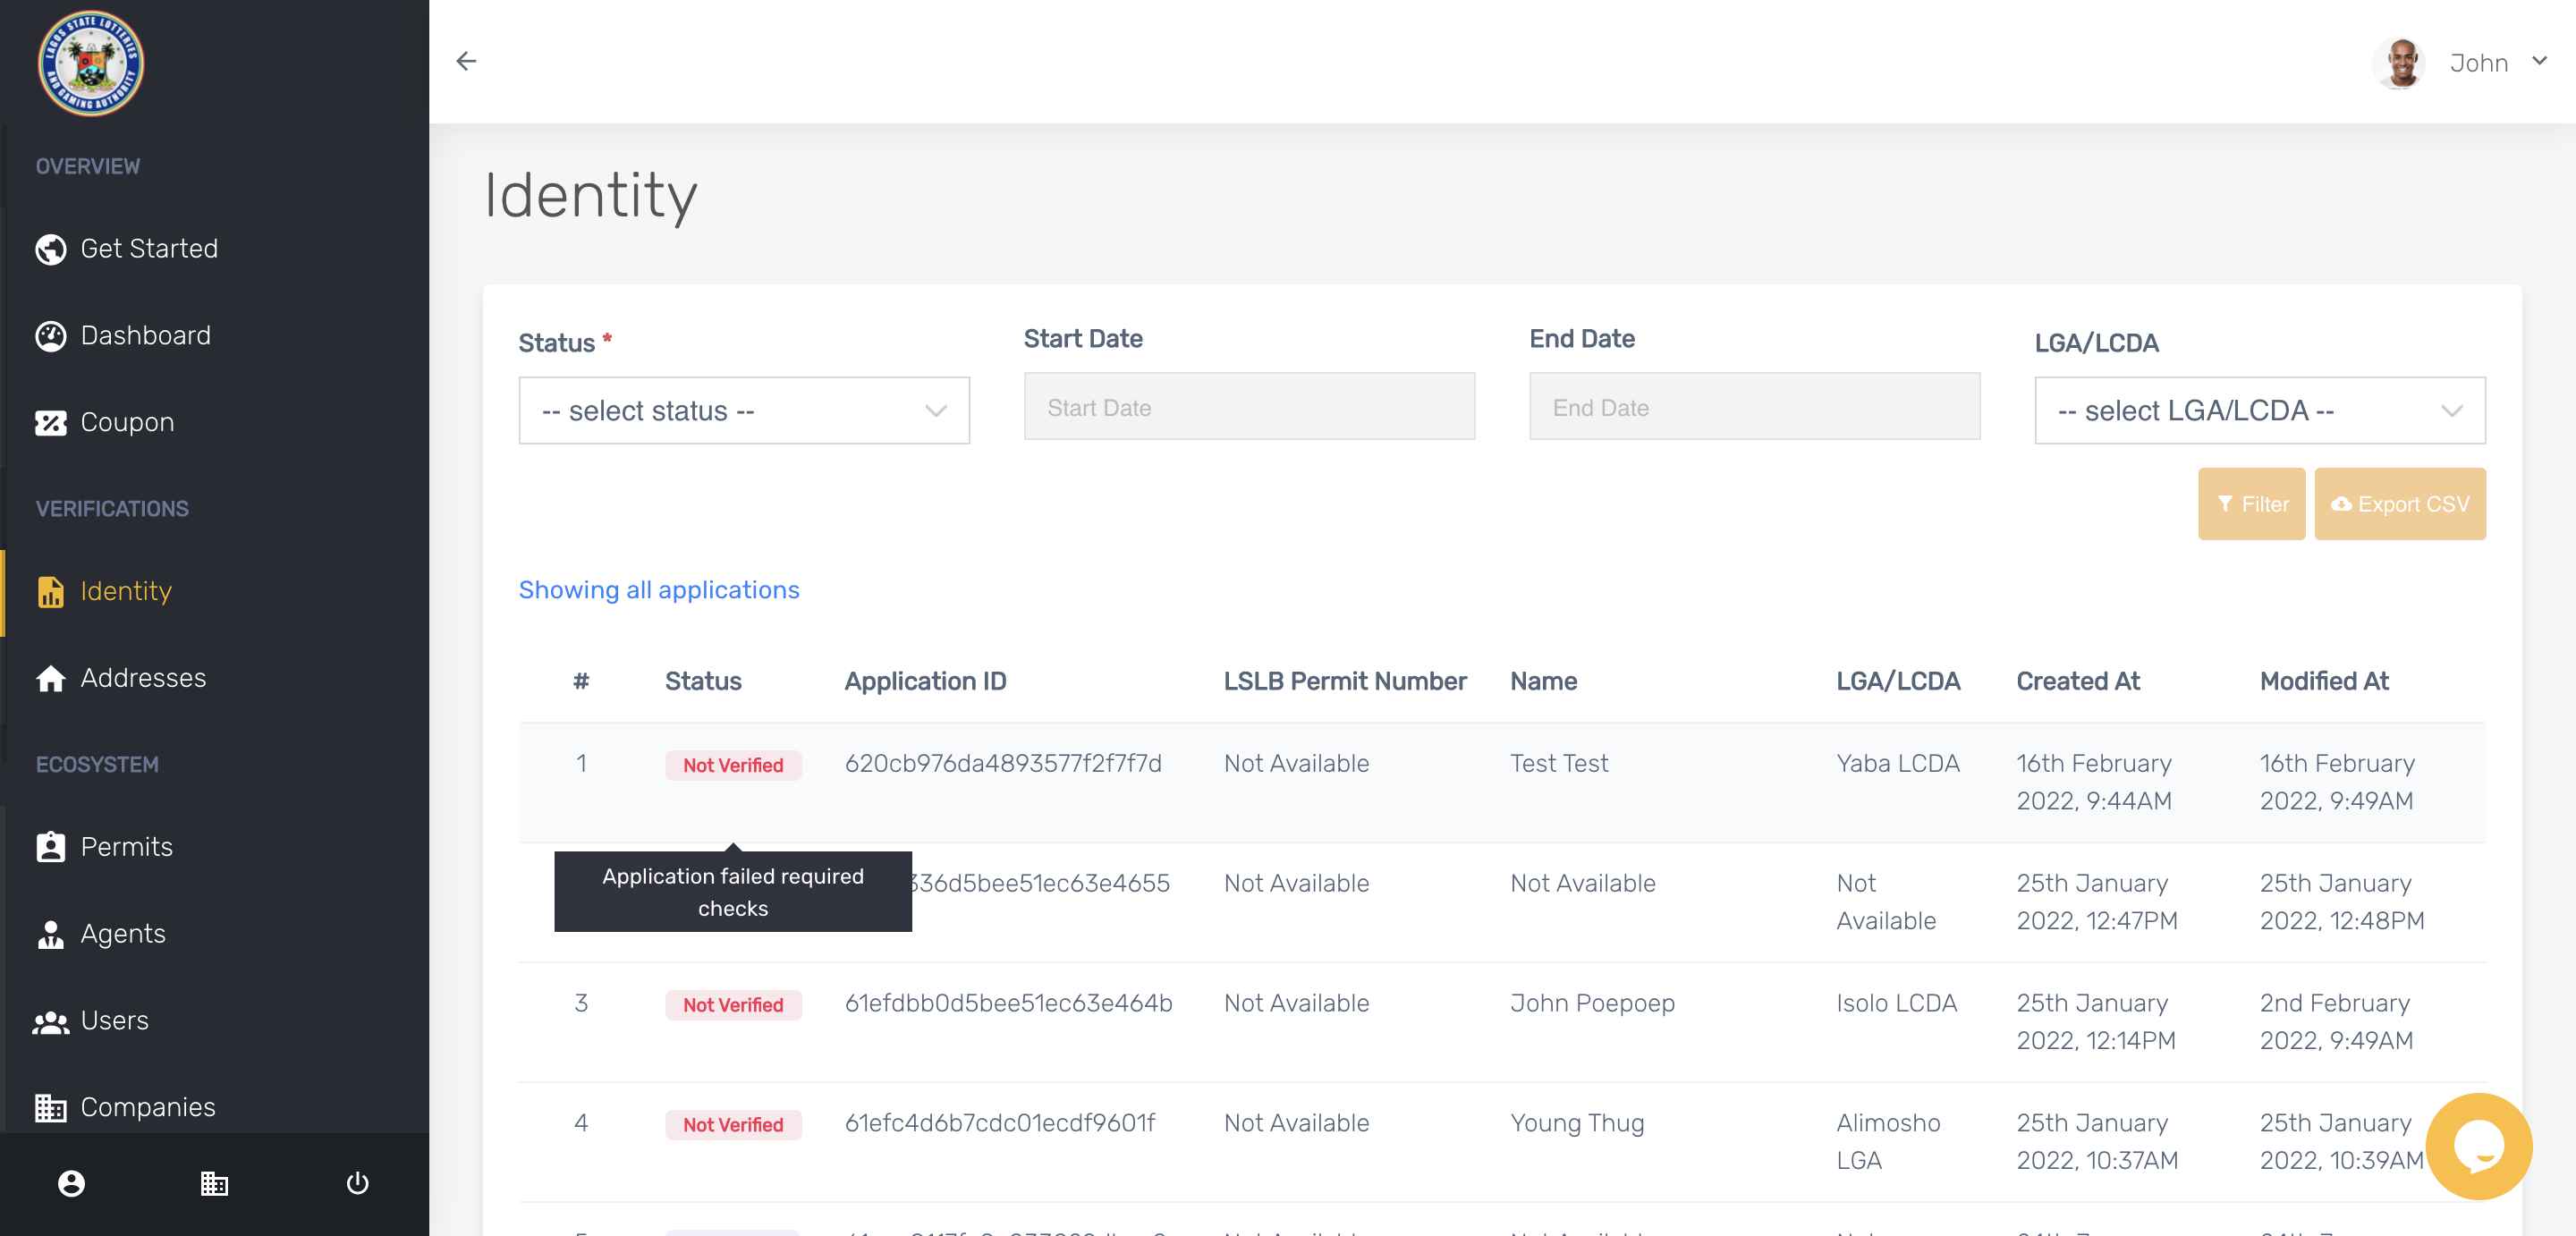 LAGOS STATE LOTTERIES
AND GAMING AUTHORITY
John
OVERVIEW
Get Started
Dashboard
Coupon
VERIFICATIONS
Identity
Addresses
ECOSYSTEM
Permits
Agents
Users
Companies
Identity
Status *
Start Date
End Date
LGA/LCDA
-- select status --
Start Date
End Date
-- select LGA/LCDA --
Filter
Export CSV
Showing all applications
# Status Application ID LSLB Permit Number Name LGA/LCDA Created At Modified At
1 Not Verified 620cb976da4893577f2f7f7d Not Available Test Test Yaba LCDA 16th February 16th February
2022, 9:44AM 2022, 9:49AM
Application failed required
checks
336d5bee51ec63e4655 Not Available Not Available Not 25th January 25th January
Available 2022, 12:47PM 2022, 12:48PM
3 Not Verified 61efdbb0d5bee51ec63e464b Not Available John Poepoep Isolo LCDA 25th January 2nd February
2022, 12:14PM 2022, 9:49AM
4 Not Verified 61efc4d6b7cdc01ecdf9601f Not Available Young Thug Alimosho 25th January 25th January
LGA 2022, 10:37AM 2022, 10:39AM